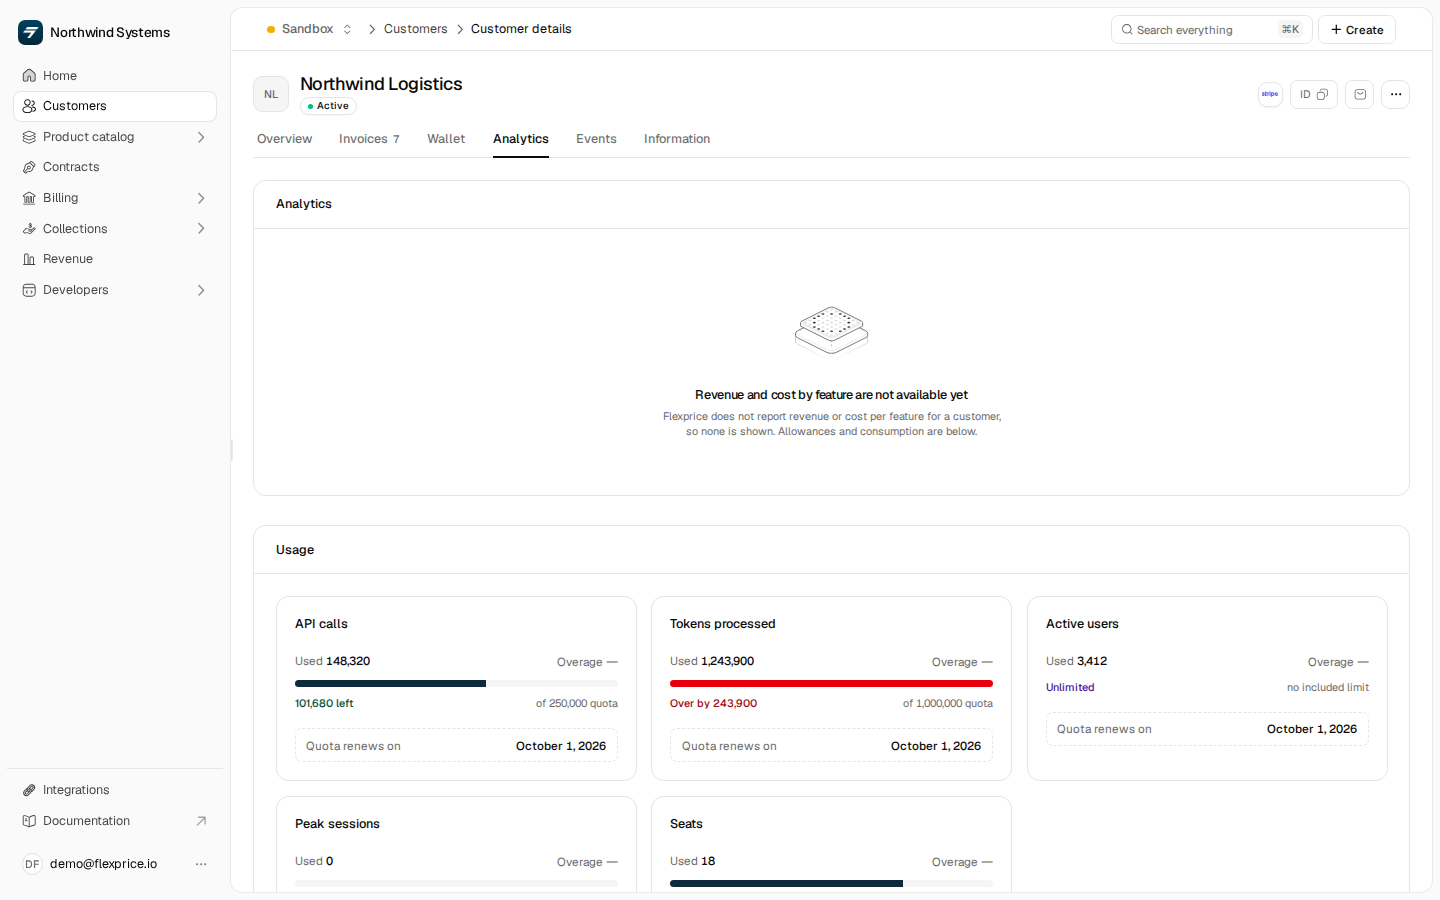 Northwind Systems
Home
Customers
Product catalog
Contracts
Billing
Collections
Revenue
Developers
Integrations
Documentation
DF demo@flexprice.io
Sandbox Customers Customer details
Search everything ⌘K
Create
NL
Northwind Logistics
Active
stripe
ID
Overview Invoices 7 Wallet Analytics Events Information
Analytics
Revenue and cost by feature are not available yet
Flexprice does not report revenue or cost per feature for a customer,
so none is shown. Allowances and consumption are below.
Usage
API calls
Used 148,320 Overage —
101,680 left of 250,000 quota
Quota renews on October 1, 2026
Tokens processed
Used 1,243,900 Overage —
Over by 243,900 of 1,000,000 quota
Quota renews on October 1, 2026
Active users
Used 3,412 Overage —
Unlimited no included limit
Quota renews on October 1, 2026
Peak sessions
Used 0 Overage —
Seats
Used 18 Overage —